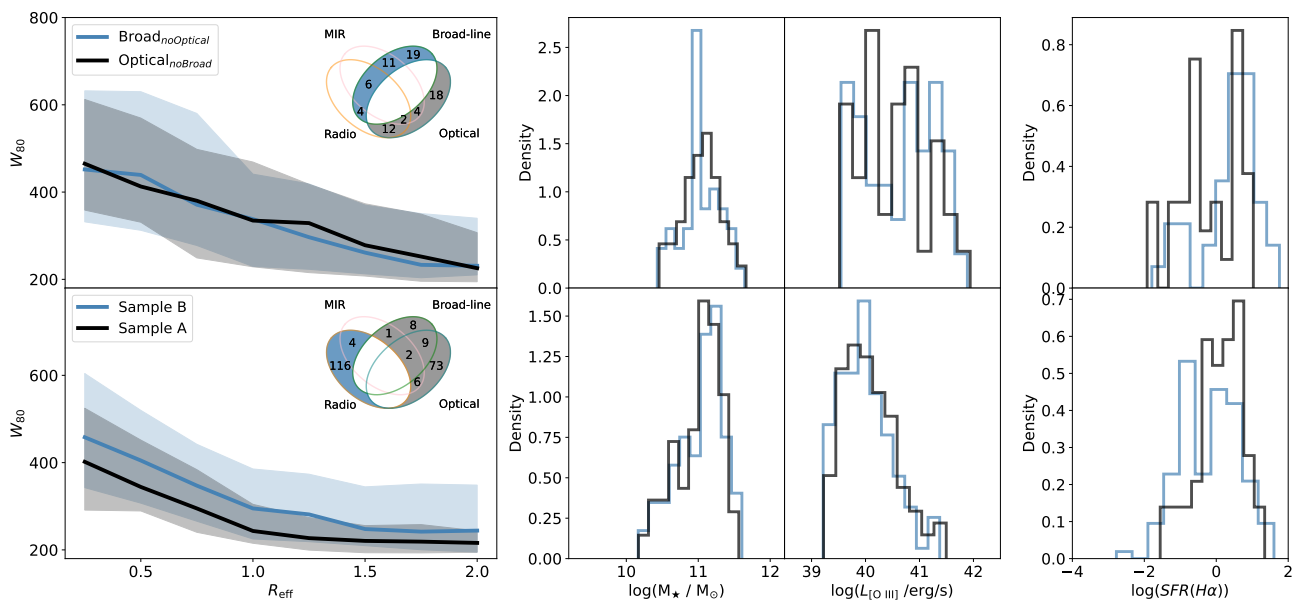 800
600
400
200
W₈₀
Broad_noOptical
Optical_noBroad
MIR
Broad-line
Radio
Optical
19
11
6
4
18
4
2
12
Density
2.5
2.0
1.5
1.0
0.5
0.0
Density
0.8
0.6
0.4
0.2
0.0
600
400
200
W₈₀
Sample B
Sample A
MIR
Broad-line
Radio
Optical
8
1
4
9
2
116
73
6
Density
1.50
1.25
1.00
0.75
0.50
0.25
0.00
Density
0.7
0.6
0.5
0.4
0.3
0.2
0.1
0.0
0.5 1.0 1.5 2.0
R_eff
10 11 12
log(M★ / M⊙)
39 40 41 42
log(L_[O III] /erg/s)
−4 −2 0 2
log(SFR(Hα))